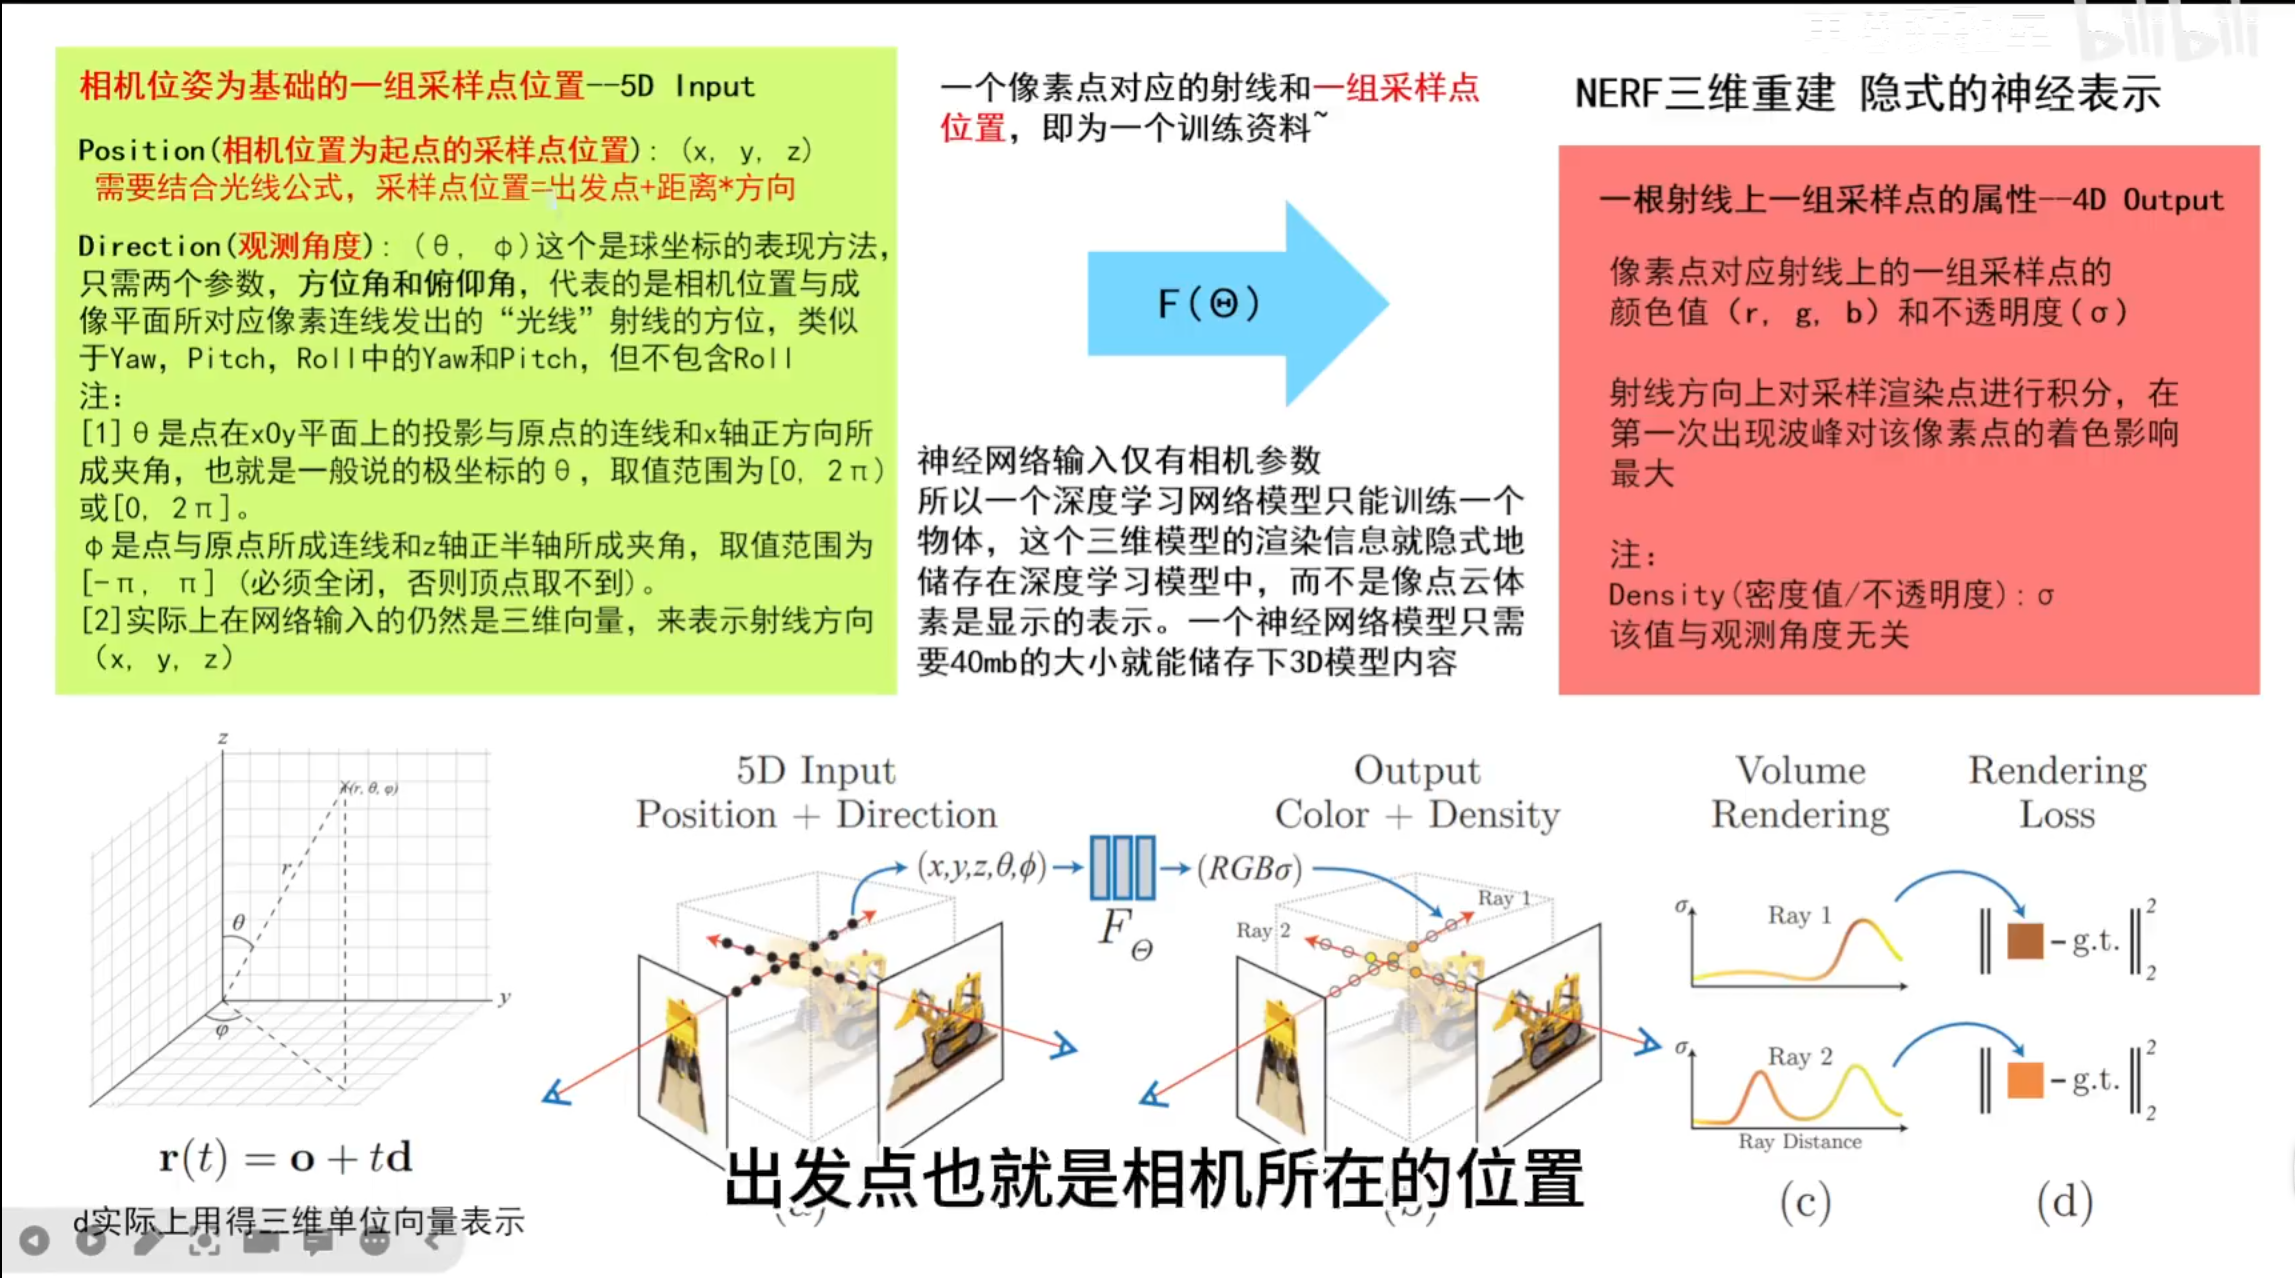 bilibili
相机位姿为基础的一组采样点位置--5D Input
Position(相机位置为起点的采样点位置): (x, y, z)
需要结合光线公式, 采样点位置=出发点+距离*方向
Direction(观测角度): (θ, φ)这个是球坐标的表现方法,
只需两个参数, 方位角和俯仰角, 代表的是相机位置与成
像平面所对应像素连线发出的“光线”射线的方位, 类似
于Yaw, Pitch, Roll中的Yaw和Pitch, 但不包含Roll
注:
[1]θ是点在xOy平面上的投影与原点的连线和x轴正方向所
成夹角, 也就是一般说的极坐标的θ, 取值范围为[0, 2π)
或[0, 2π]。
φ是点与原点所成连线和z轴正半轴所成夹角, 取值范围为
[-π, π] (必须全闭, 否则顶点取不到)。
[2]实际上在网络输入的仍然是三维向量, 来表示射线方向
(x, y, z)
一个像素点对应的射线和一组采样点
位置, 即为一个训练资料~
F(Θ)
神经网络输入仅有相机参数
所以一个深度学习网络模型只能训练一个
物体, 这个三维模型的渲染信息就隐式地
储存在深度学习模型中, 而不是像点云体
素是显示的表示。一个神经网络模型只需
要40mb的大小就能储存下3D模型内容
NERF三维重建 隐式的神经表示
一根射线上一组采样点的属性--4D Output
像素点对应射线上的一组采样点的
颜色值 (r, g, b) 和不透明度(σ)
射线方向上对采样渲染点进行积分, 在
第一次出现波峰对该像素点的着色影响
最大
注:
Density(密度值/不透明度): σ
该值与观测角度无关
z
(r, θ, φ)
r
θ
y
φ
r(t) = o + td
d实际上用得三维单位向量表示
5D Input
Position + Direction
(x,y,z,θ,ϕ)
F_Θ
Output
Color + Density
(RGBσ)
Ray 1
Ray 2
Volume
Rendering
σ
Ray 1
σ
Ray 2
Ray Distance
(c)
Rendering
Loss
‖ - g.t. ‖²₂
‖ - g.t. ‖²₂
(d)
出发点也就是相机所在的位置